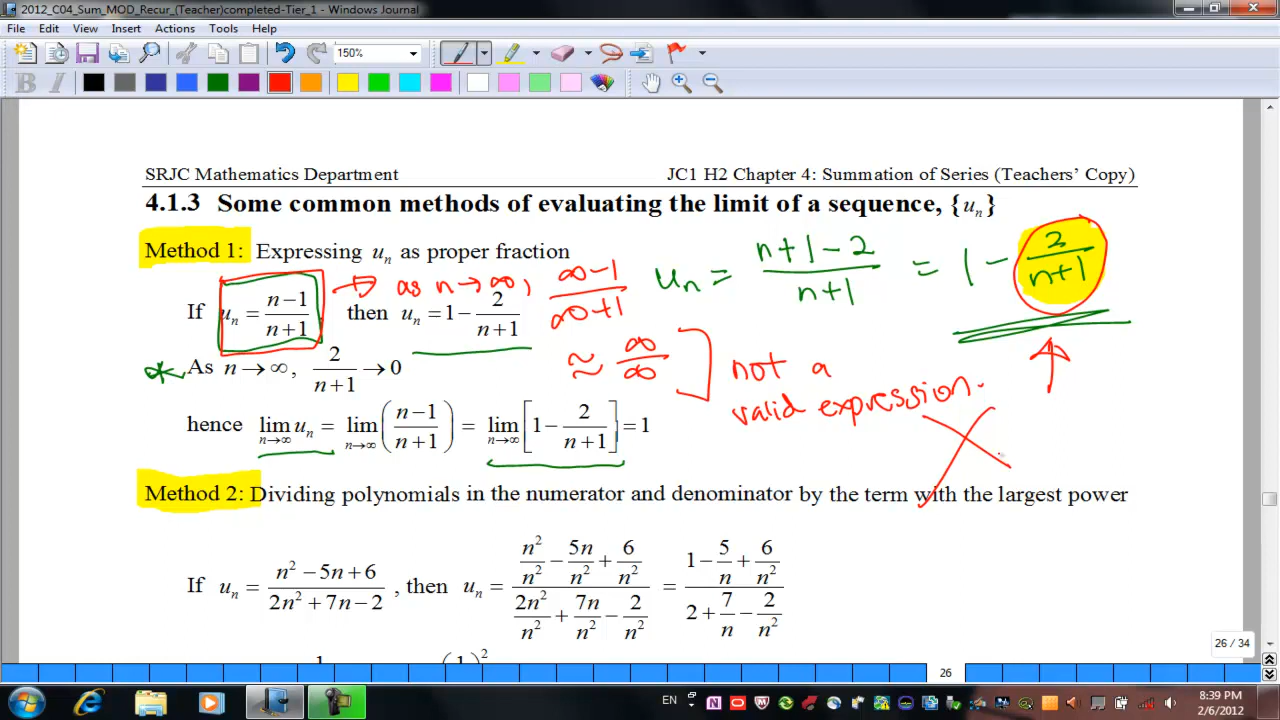 2012_C04_Sum_MOD_Recur_(Teacher)completed-Tier_1 - Windows Journal
File Edit View Insert Actions Tools Help
150%
SRJC Mathematics Department JC1 H2 Chapter 4: Summation of Series (Teachers' Copy)
4.1.3 Some common methods of evaluating the limit of a sequence, {uₙ}
Method 1: Expressing uₙ as proper fraction
uₙ = (n+1-2)/(n+1) = 1 - 2/(n+1)
→ as n→∞, (∞-1)/(∞+1)
If uₙ = (n-1)/(n+1) then uₙ = 1 - 2/(n+1)
≈ ∞/∞ ] not a
valid expression.
* As n→∞, 2/(n+1) → 0
hence lim n→∞ uₙ = lim n→∞ ((n-1)/(n+1)) = lim n→∞ [1 - 2/(n+1)] = 1
Method 2: Dividing polynomials in the numerator and denominator by the term with the largest power
If uₙ = (n²-5n+6)/(2n²+7n-2), then uₙ = (n²/n² - 5n/n² + 6/n²)/(2n²/n² + 7n/n² - 2/n²) = (1 - 5/n + 6/n²)/(2 + 7/n - 2/n²)
26 / 34
26
EN
8:39 PM
2/6/2012